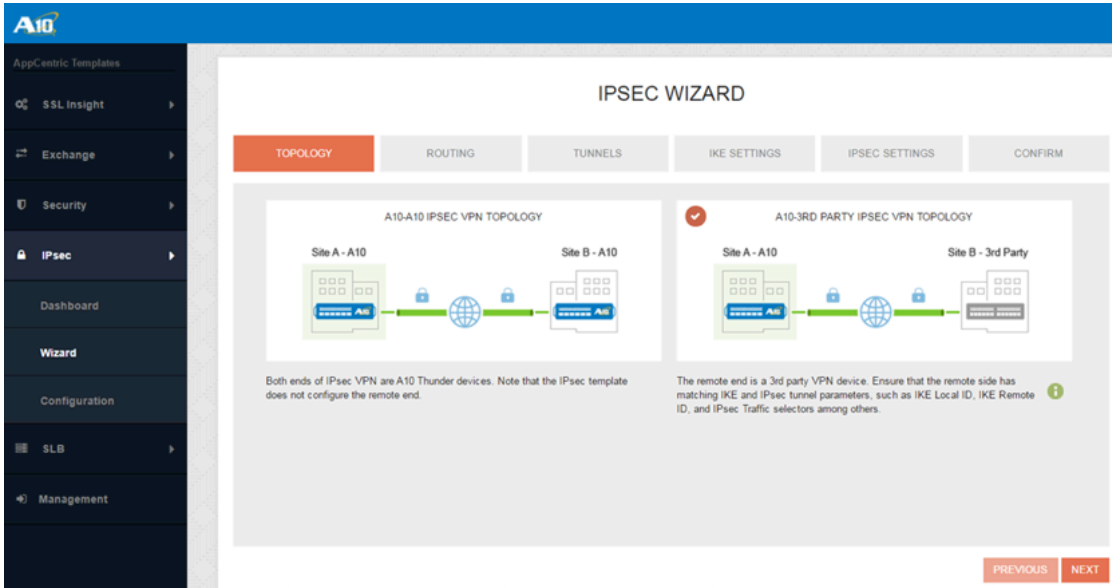 A10
AppCentric Templates
SSL Insight
Exchange
Security
IPsec
Dashboard
Wizard
Configuration
SLB
Management
IPSEC WIZARD
TOPOLOGY
ROUTING
TUNNELS
IKE SETTINGS
IPSEC SETTINGS
CONFIRM
A10-A10 IPSEC VPN TOPOLOGY
Site A - A10
Site B - A10
A10
A10
Both ends of IPsec VPN are A10 Thunder devices. Note that the IPsec template
does not configure the remote end.
A10-3RD PARTY IPSEC VPN TOPOLOGY
Site A - A10
Site B - 3rd Party
A10
The remote end is a 3rd party VPN device. Ensure that the remote side has
matching IKE and IPsec tunnel parameters, such as IKE Local ID, IKE Remote
ID, and IPsec Traffic selectors among others.
PREVIOUS
NEXT